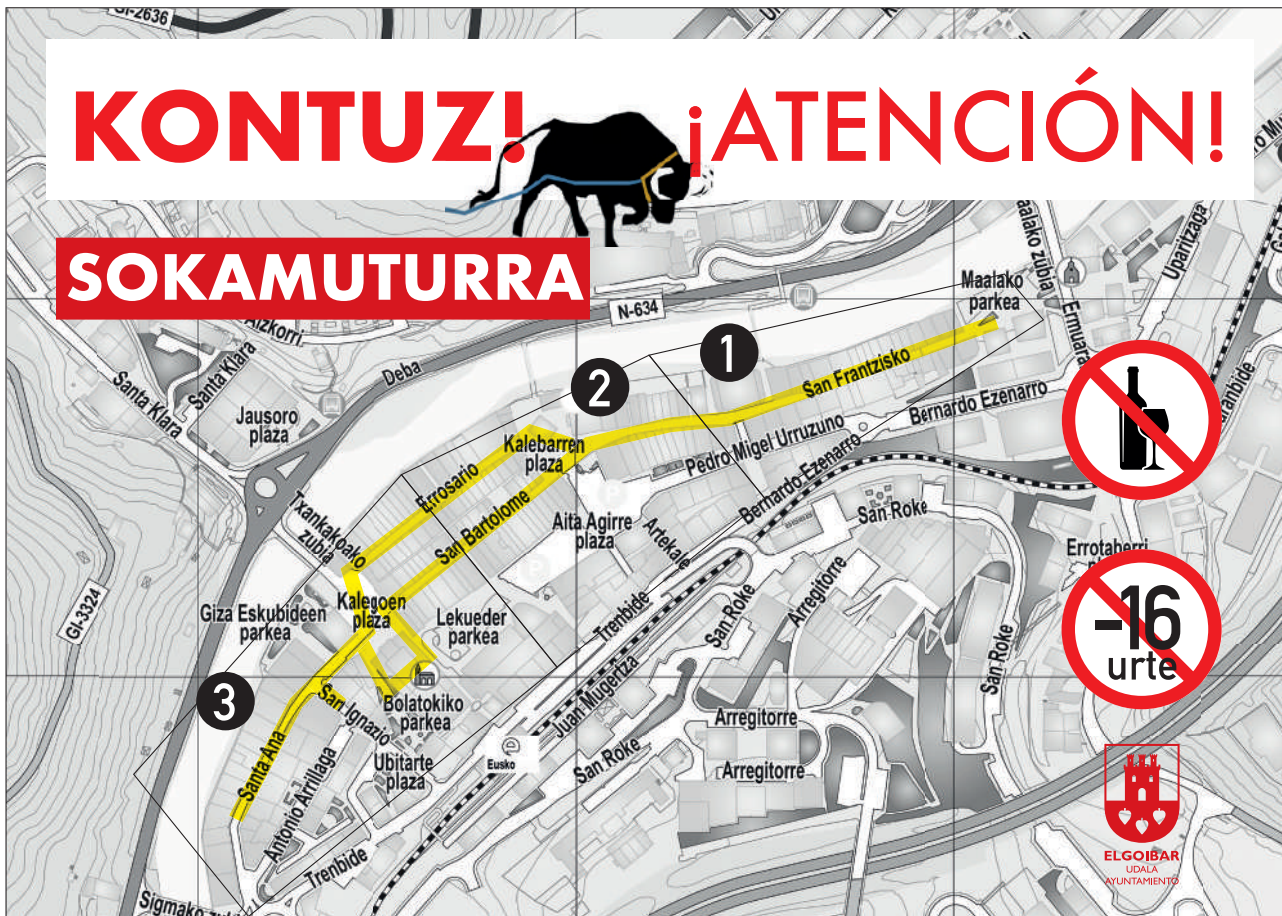 GI-2636
KONTUZ!
¡ATENCIÓN!
SOKAMUTURRA
N-634
Maalako
parkea
Maalako zubia
Ermuara
Uparitzaga
Aizkorri
Santa Klara
Santa Klara
Deba
Jausoro
plaza
1
2
San Frantzisko
Bernardo Ezenarro
Pedro Migel Urruzuno
Bernardo Ezenarro
Kalebarren
plaza
Errosario
San Bartolome
Aita Agirre
plaza
Artekale
San Roke
Errotaberri
Txankakoako
zubia
P
P
GI-3324
Giza Eskubideen
parkea
Kalegoen
plaza
Lekueder
parkea
Trenbide
San Roke
Arregitorre
San Roke
-16
urte
3
Bolatokiko
parkea
San Ignazio
Juan Mugertza
Arregitorre
Santa Ana
Ubitarte
plaza
Eusko
San Roke
Arregitorre
Antonio Arrillaga
Trenbide
ELGOIBAR
UDALA
AYUNTAMIENTO